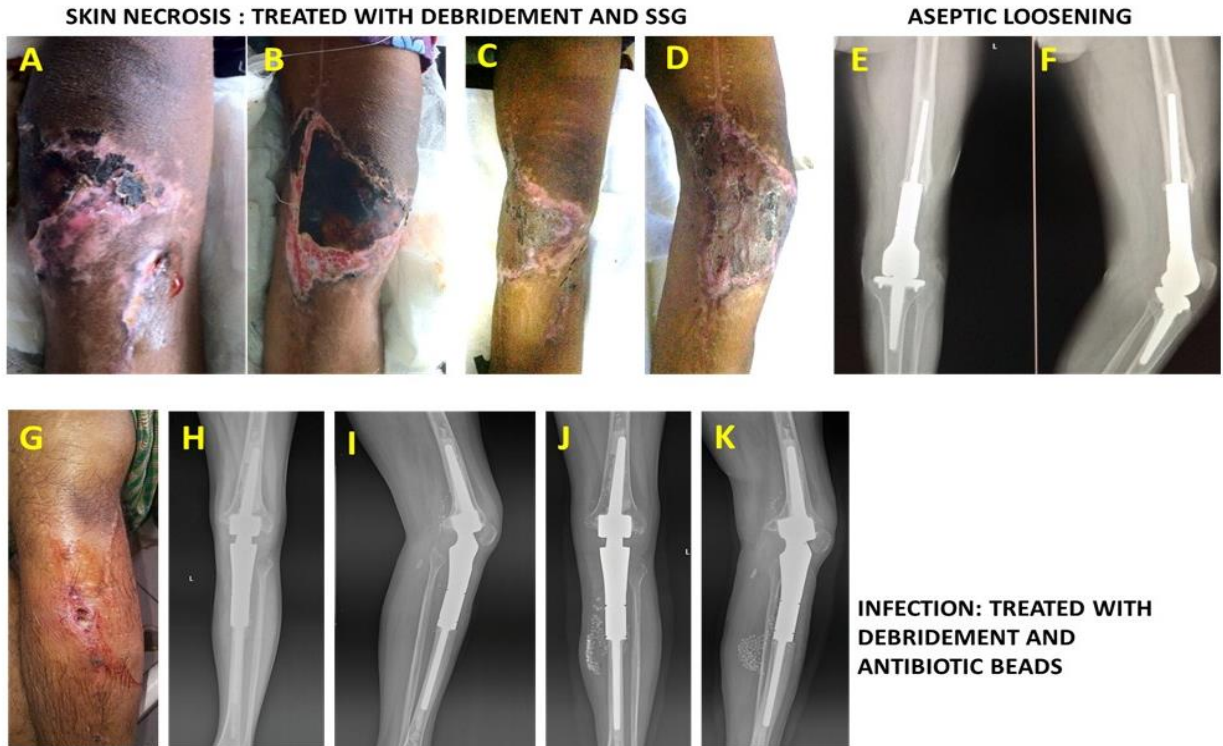 SKIN NECROSIS : TREATED WITH DEBRIDEMENT AND SSG
ASEPTIC LOOSENING
A
B
C
D
E
F
L
G
H
I
J
K
L
L
INFECTION: TREATED WITH
DEBRIDEMENT AND
ANTIBIOTIC BEADS